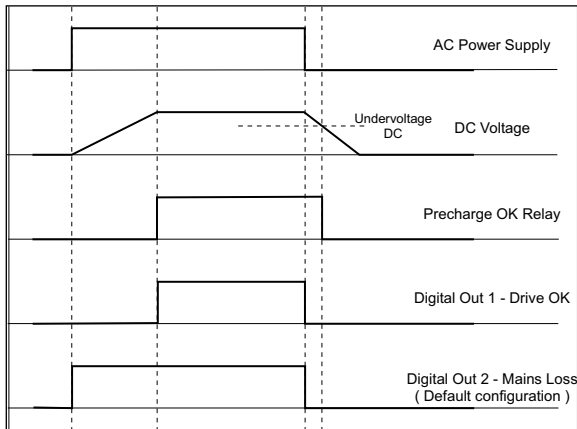 AC Power Supply
Undervoltage
DC
DC Voltage
Precharge OK Relay
Digital Out 1 - Drive OK
Digital Out 2 - Mains Loss
( Default configuration )